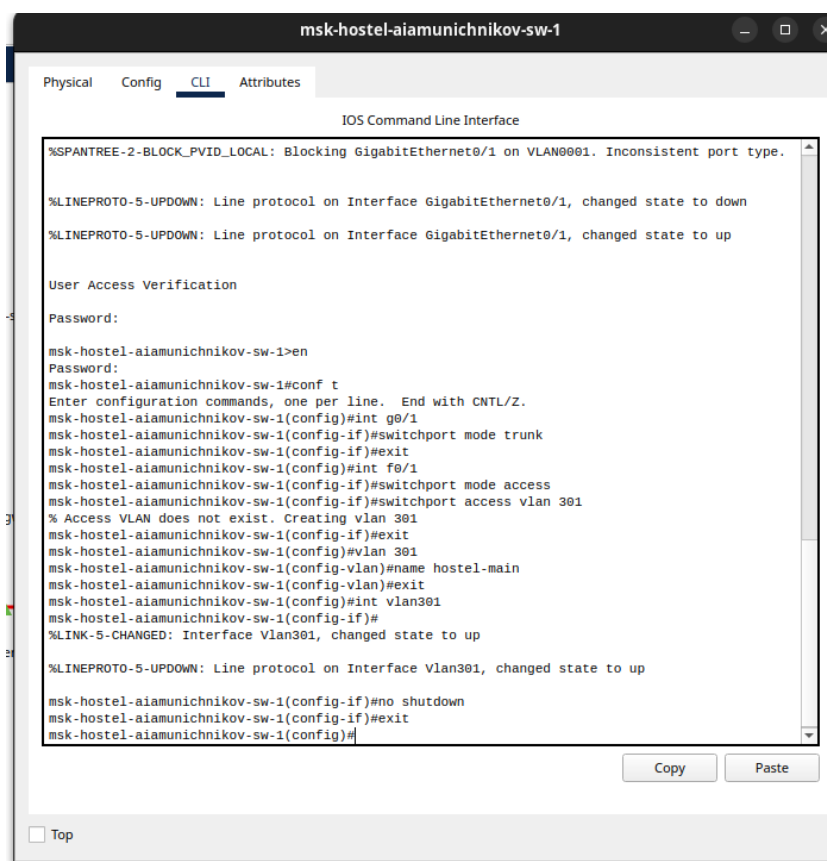 msk-hostel-aiamunichnikov-sw-1
Physical Config CLI Attributes
IOS Command Line Interface
%SPANTREE-2-BLOCK_PVID_LOCAL: Blocking GigabitEthernet0/1 on VLAN0001. Inconsistent port type.
%LINEPROTO-5-UPDOWN: Line protocol on Interface GigabitEthernet0/1, changed state to down
%LINEPROTO-5-UPDOWN: Line protocol on Interface GigabitEthernet0/1, changed state to up
User Access Verification
Password:
msk-hostel-aiamunichnikov-sw-1>en
Password:
msk-hostel-aiamunichnikov-sw-1#conf t
Enter configuration commands, one per line.  End with CNTL/Z.
msk-hostel-aiamunichnikov-sw-1(config)#int g0/1
msk-hostel-aiamunichnikov-sw-1(config-if)#switchport mode trunk
msk-hostel-aiamunichnikov-sw-1(config-if)#exit
msk-hostel-aiamunichnikov-sw-1(config)#int f0/1
msk-hostel-aiamunichnikov-sw-1(config-if)#switchport mode access
msk-hostel-aiamunichnikov-sw-1(config-if)#switchport access vlan 301
% Access VLAN does not exist. Creating vlan 301
msk-hostel-aiamunichnikov-sw-1(config-if)#exit
msk-hostel-aiamunichnikov-sw-1(config)#vlan 301
msk-hostel-aiamunichnikov-sw-1(config-vlan)#name hostel-main
msk-hostel-aiamunichnikov-sw-1(config-vlan)#exit
msk-hostel-aiamunichnikov-sw-1(config)#int vlan301
msk-hostel-aiamunichnikov-sw-1(config-if)#
%LINK-5-CHANGED: Interface Vlan301, changed state to up
%LINEPROTO-5-UPDOWN: Line protocol on Interface Vlan301, changed state to up
msk-hostel-aiamunichnikov-sw-1(config-if)#no shutdown
msk-hostel-aiamunichnikov-sw-1(config-if)#exit
msk-hostel-aiamunichnikov-sw-1(config)#
Copy Paste
Top